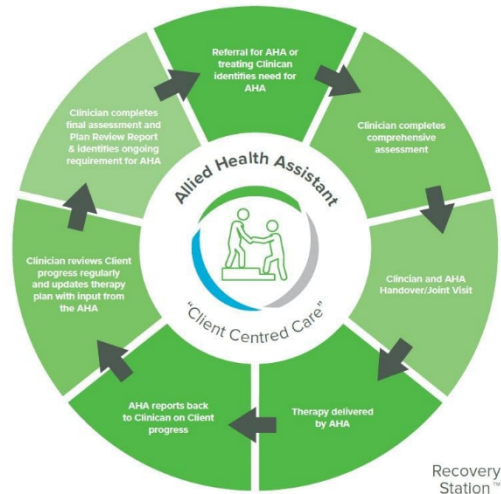 Referral for AHA or
treating Clinican
identifies need for
AHA
Clinician completes
comprehensive
assessment
Clincian and AHA
Handover/Joint Visit
Therapy delivered
by AHA
AHA reports back
to Clinican on Client
progress
Clinician reviews Client
progress regularly
and updates therapy
plan with input from
the AHA
Clinician completes
final assessment and
Plan Review Report
& identifies ongoing
requirement for AHA
Allied Health Assistant
"Client Centred Care"
Recovery
Station™